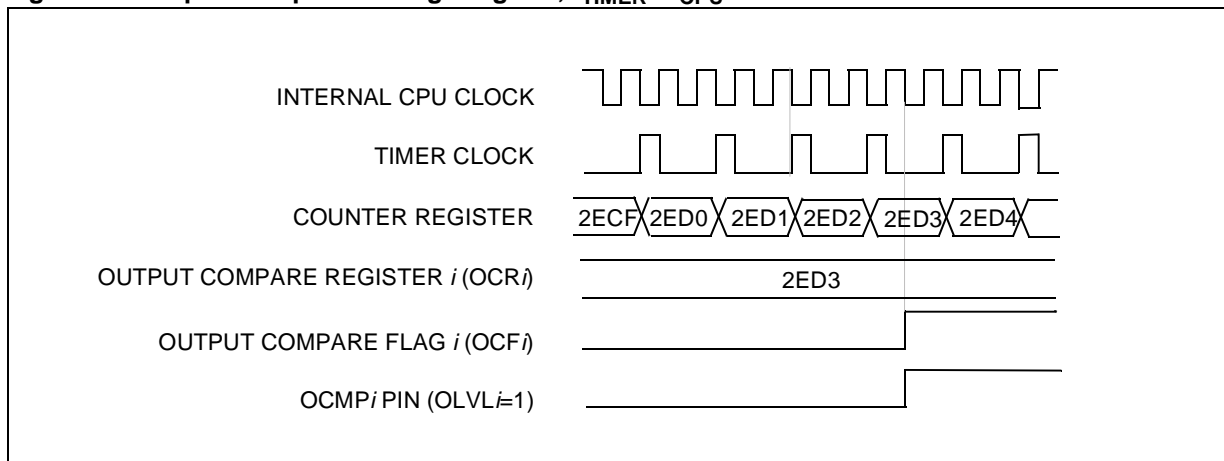 INTERNAL CPU CLOCK
TIMER CLOCK
COUNTER REGISTER 2ECF 2ED0 2ED1 2ED2 2ED3 2ED4
OUTPUT COMPARE REGISTER i (OCRi) 2ED3
OUTPUT COMPARE FLAG i (OCFi)
OCMPi PIN (OLVLi=1)